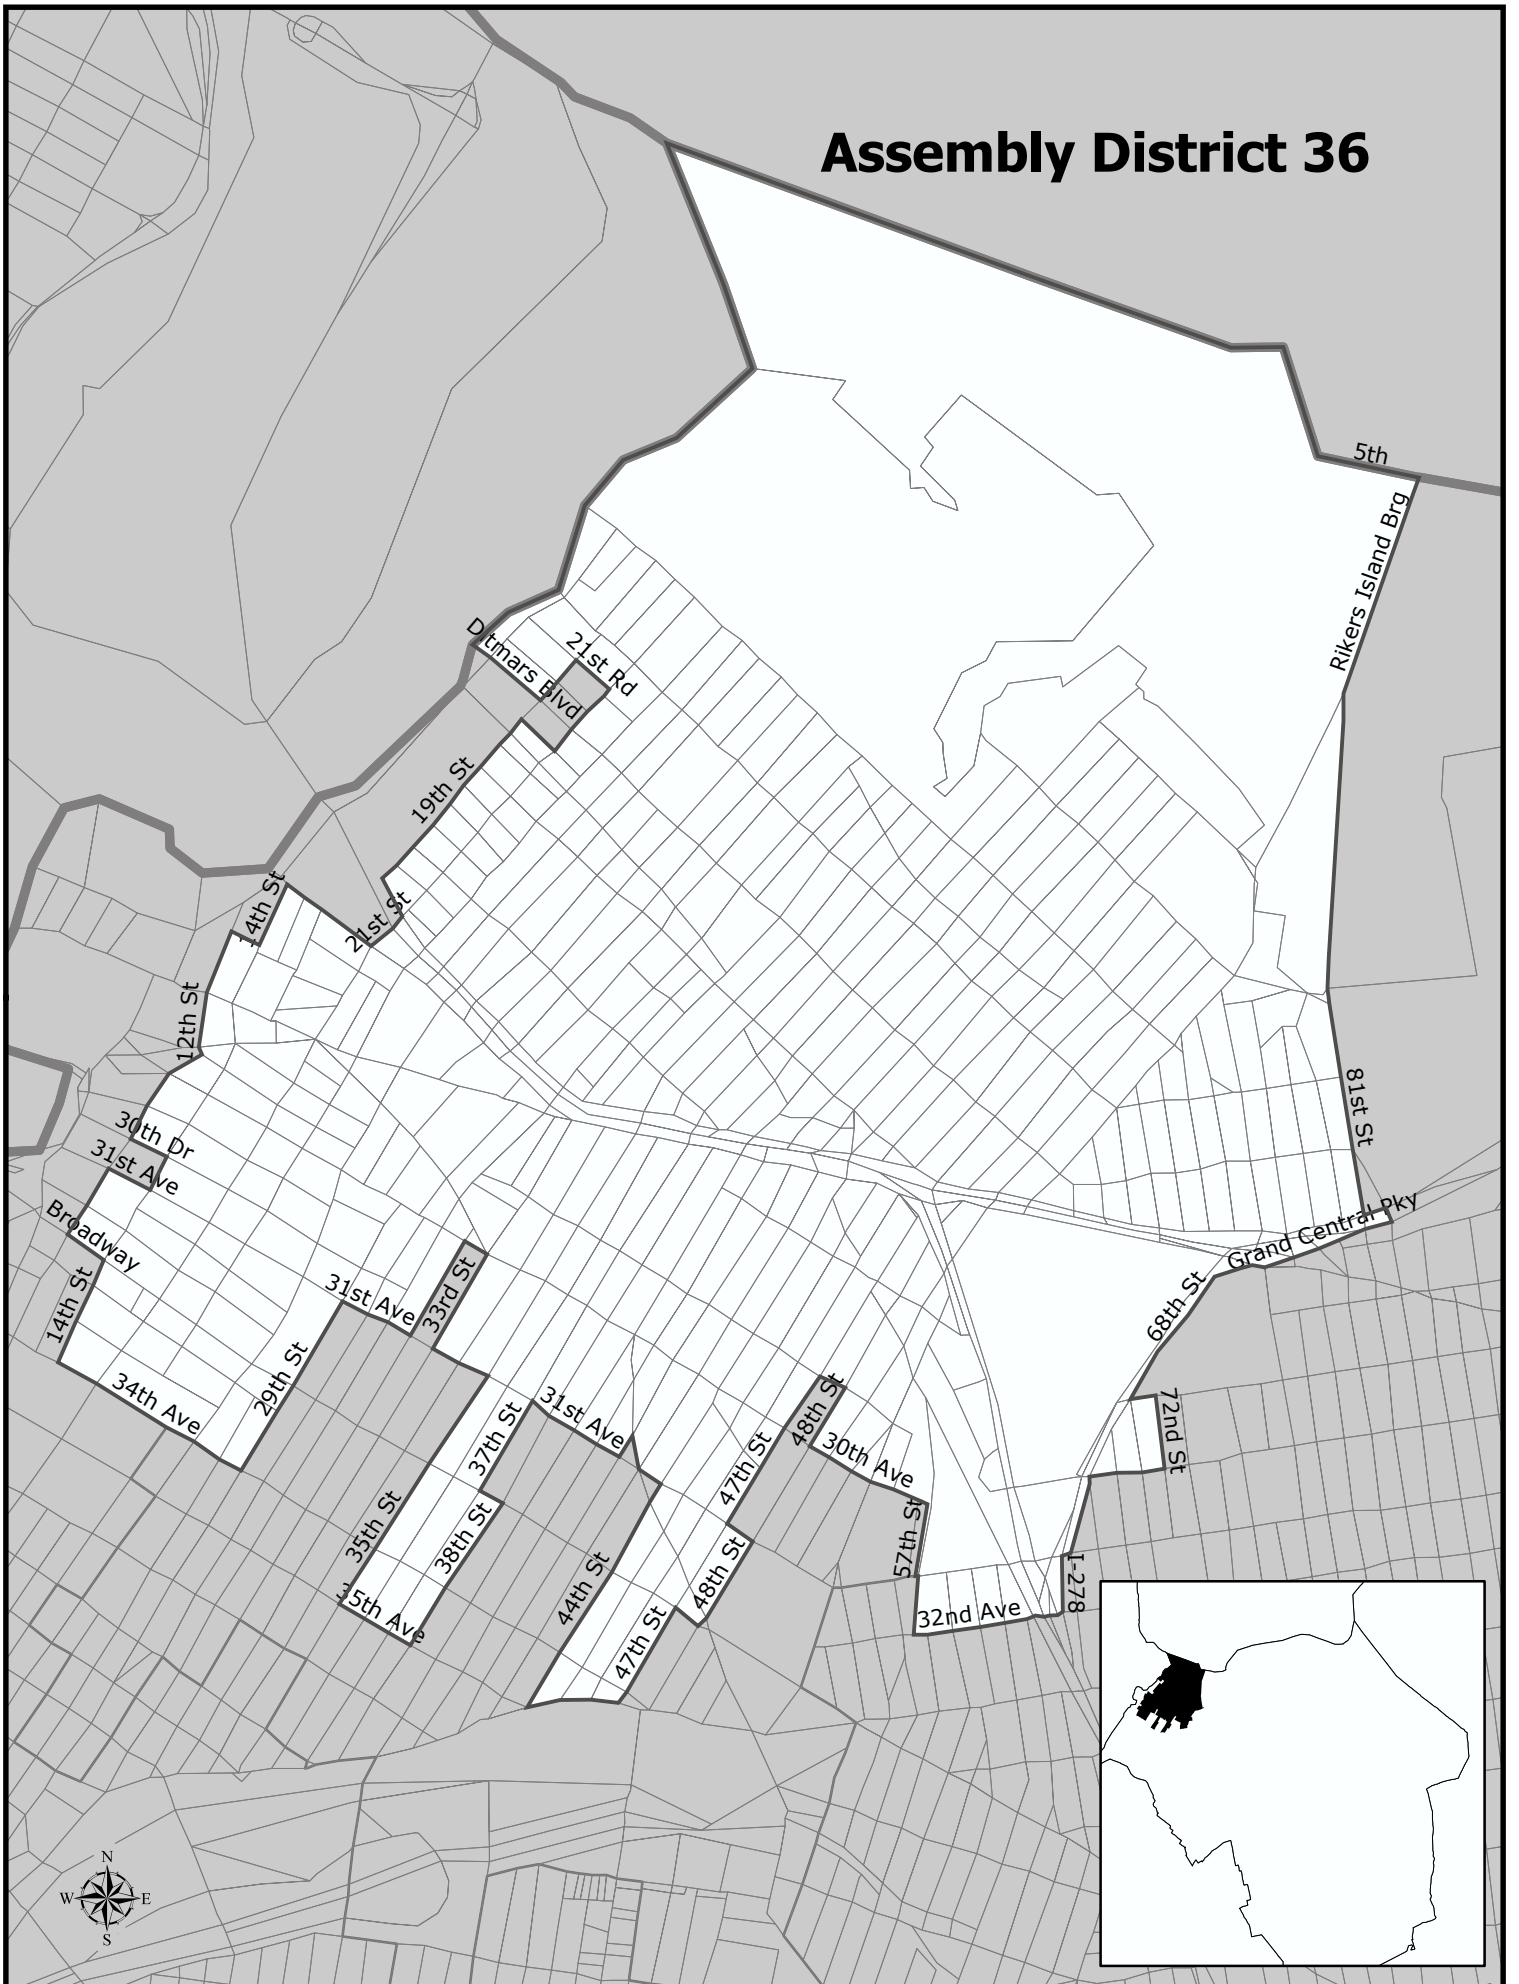 Assembly District 36
5th
Rikers Island Brg
Ditmars Blvd
21st Rd
19th St
14th St
21st St
12th St
81st St
30th Dr
31st Ave
Grand Central Pky
Broadway
14th St
33rd St
31st Ave
68th St
29th St
34th Ave
72nd St
48th St
37th St
31st Ave
30th Ave
47th St
35th St
38th St
57th St
48th St
44th St
I-278
35th Ave
32nd Ave
47th St
N
W
E
S